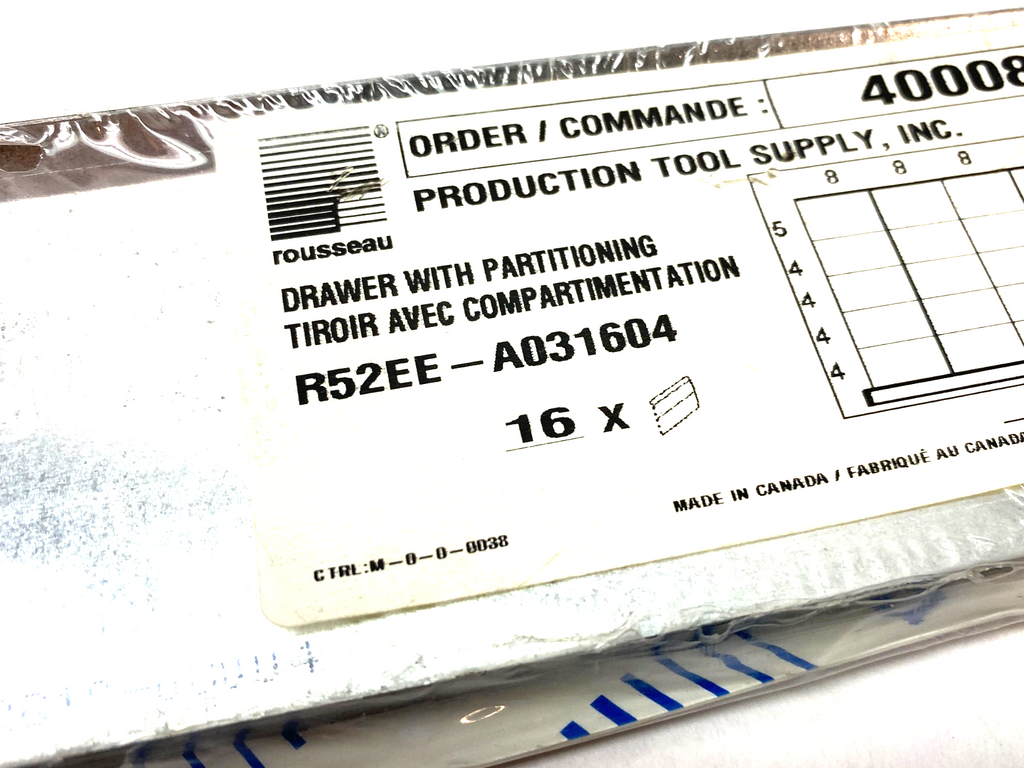 ®
rousseau
ORDER / COMMANDE :
40008
PRODUCTION TOOL SUPPLY, INC.
DRAWER WITH PARTITIONING
TIROIR AVEC COMPARTIMENTATION
R52EE-A031604
16 X
8 8 8
5
4
4
4
4
MADE IN CANADA / FABRIQUÉ AU CANADA
CTRL:M-0-0-0038